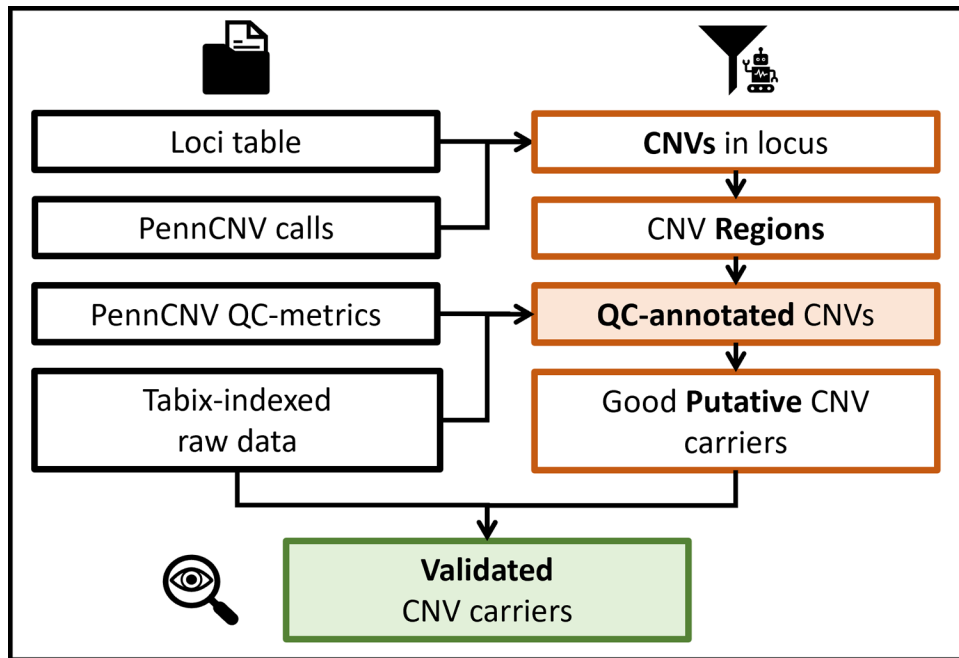 Loci table
PennCNV calls
PennCNV QC-metrics
Tabix-indexed
raw data
CNVs in locus
CNV Regions
QC-annotated CNVs
Good Putative CNV
carriers
Validated
CNV carriers